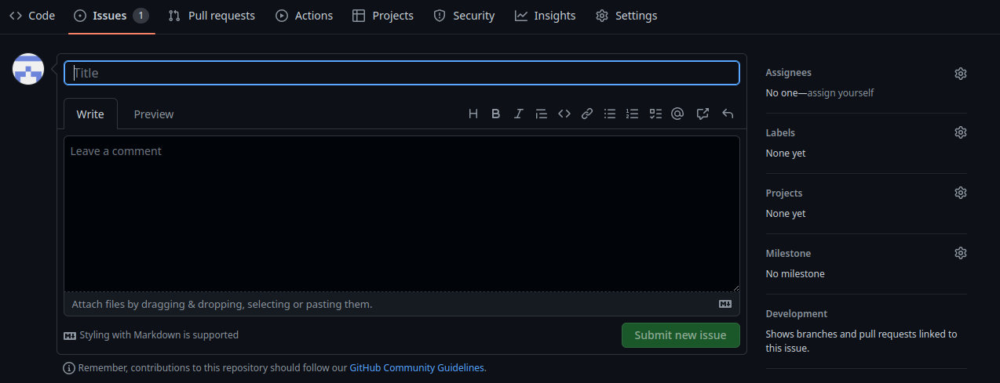 Code Issues 1 Pull requests Actions Projects Security Insights Settings
Title
Write Preview
Leave a comment
Attach files by dragging & dropping, selecting or pasting them.
Styling with Markdown is supported
Submit new issue
Remember, contributions to this repository should follow our GitHub Community Guidelines.
Assignees
No one—assign yourself
Labels
None yet
Projects
None yet
Milestone
No milestone
Development
Shows branches and pull requests linked to
this issue.